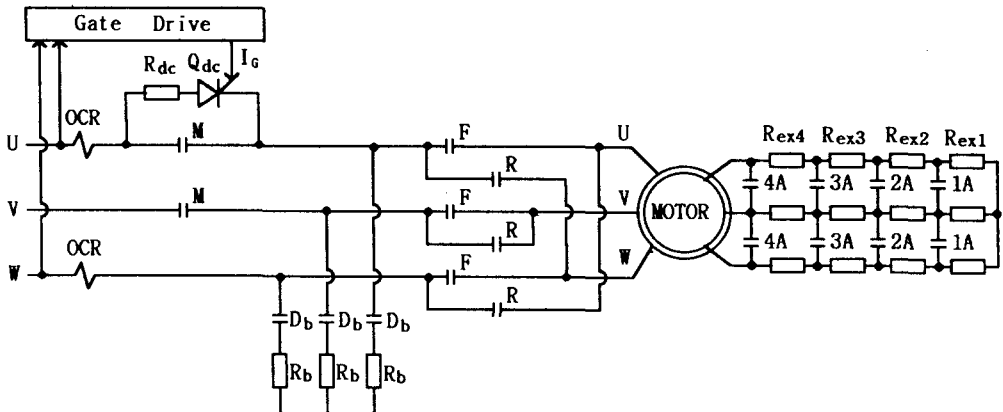 Gate Drive
Rdc Qdc IG
OCR
U M F U Rex4 Rex3 Rex2 Rex1
R 4A 3A 2A 1A
V M F V MOTOR
R
OCR F W 4A 3A 2A 1A
W
R
Db Db Db
Rb Rb Rb